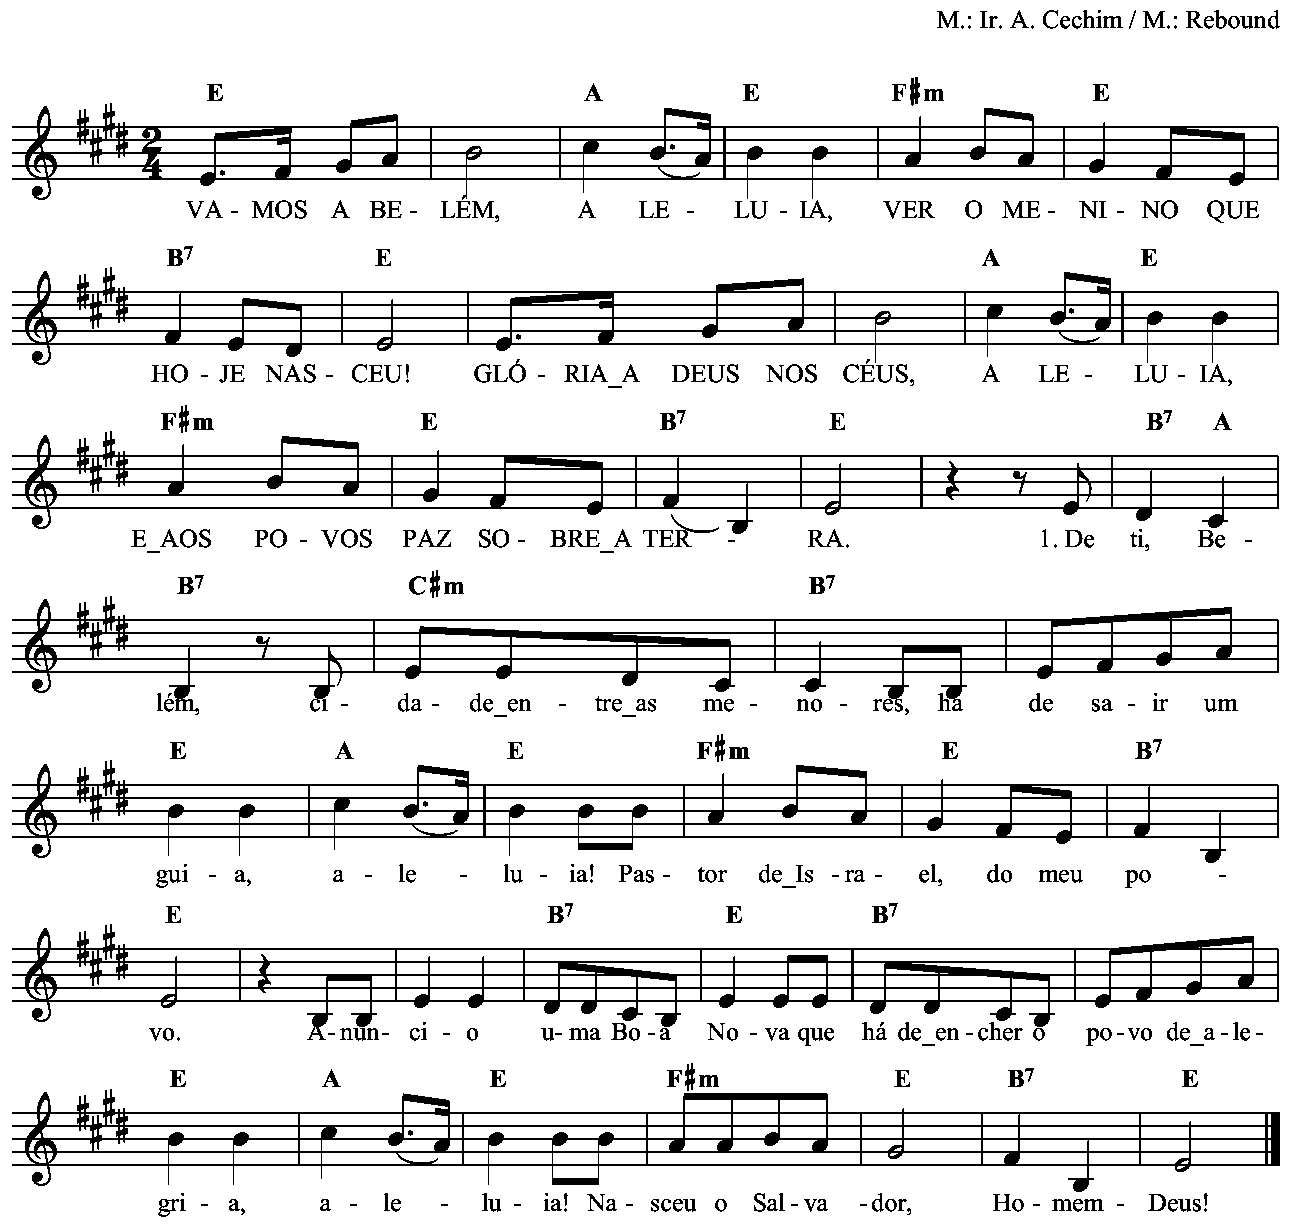 M.: Ir. A. Cechim / M.: Rebound
E A E F#m E
2
4
VA - MOS A BE - LÉM, A LE - LU - IA, VER O ME - NI - NO QUE
B7 E A E
HO - JE NAS - CEU! GLÓ - RIA_A DEUS NOS CÉUS, A LE - LU - IA,
F#m E B7 E B7 A
E_AOS PO - VOS PAZ SO - BRE_A TER - RA. 1. De ti, Be -
B7 C#m B7
lém, ci - da - de_en - tre_as me - no - res, há de sa - ir um
E A E F#m E B7
gui - a, a - le - lu - ia! Pas - tor de_Is - ra - el, do meu po -
E B7 E B7
vo. A - nun - ci - o u - ma Bo - a No - va que há de_en - cher o po - vo de_a - le -
E A E F#m E B7 E
gri - a, a - le - lu - ia! Na - sceu o Sal - va - dor, Ho - mem - Deus!